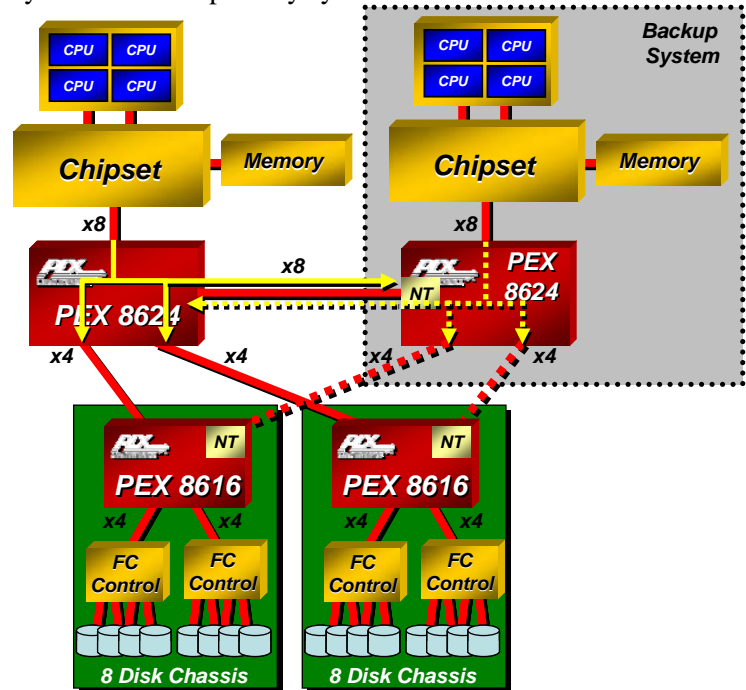 Backup
System
CPU CPU
CPU CPU
CPU CPU
CPU CPU
Chipset
Memory
Chipset
Memory
x8
x8
PLX
PEX 8624
x8
NT
PEX
8624
x4
x4
x4
x4
NT
PEX 8616
x4
x4
NT
PEX 8616
x4
x4
FC
Control
FC
Control
FC
Control
FC
Control
8 Disk Chassis
8 Disk Chassis